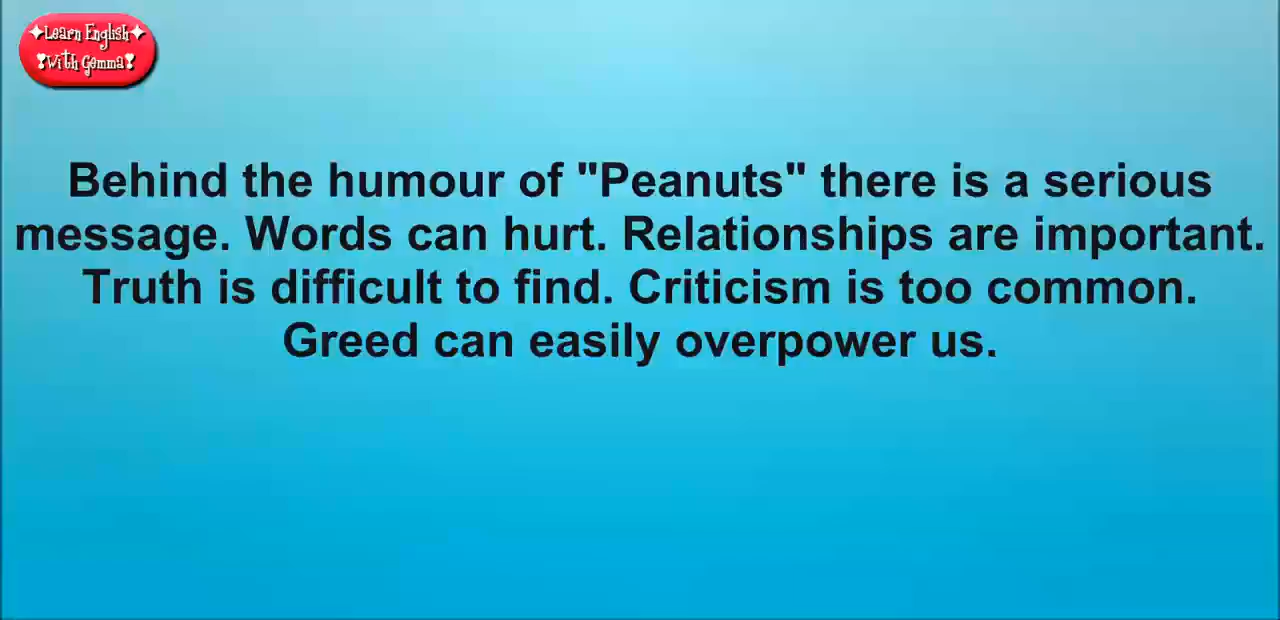 Learn English
With Gemma
Behind the humour of "Peanuts" there is a serious
message. Words can hurt. Relationships are important.
Truth is difficult to find. Criticism is too common.
Greed can easily overpower us.